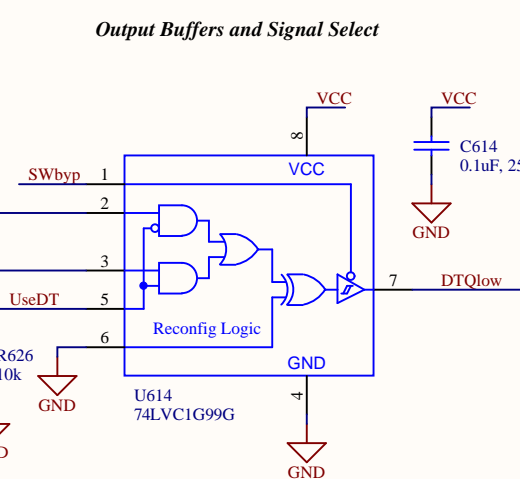 Output Buffers and Signal Select
VCC
VCC
8
C614
0.1uF, 25
VCC
SWbyp
1
2
GND
3
7
DTQlow
UseDT
5
Reconfig Logic
6
R626
10k
GND
GND
U614
74LVC1G99G
4
GND